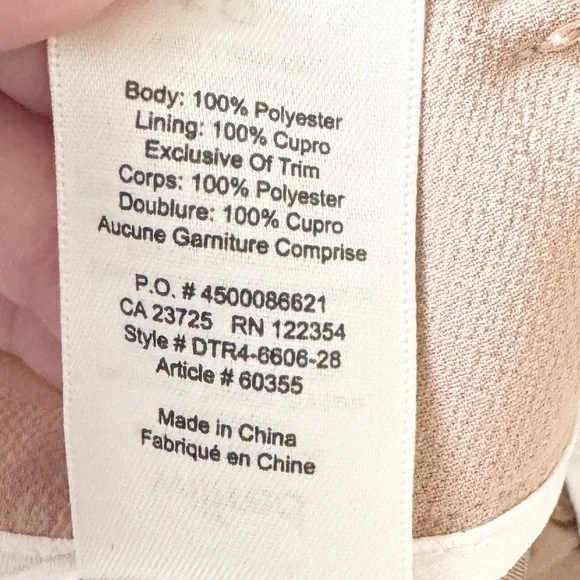 Body: 100% Polyester
Lining: 100% Cupro
Exclusive Of Trim
Corps: 100% Polyester
Doublure: 100% Cupro
Aucune Garniture Comprise
P.O. # 4500086621
CA 23725 RN 122354
Style # DTR4-6606-28
Article # 60355
Made in China
Fabriqué en Chine